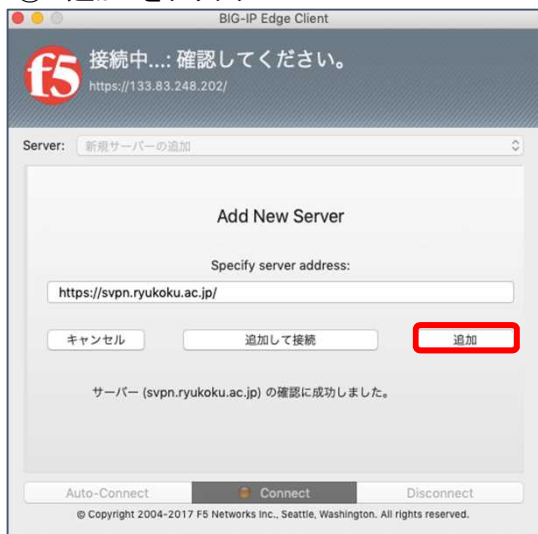 BIG-IP Edge Client
f5
接続中...: 確認してください。
https://133.83.248.202/
Server: 新規サーバーの追加
Add New Server
Specify server address:
https://svpn.ryukoku.ac.jp/
キャンセル 追加して接続 追加
サーバー (svpn.ryukoku.ac.jp) の確認に成功しました。
Auto-Connect Connect Disconnect
© Copyright 2004-2017 F5 Networks Inc., Seattle, Washington. All rights reserved.